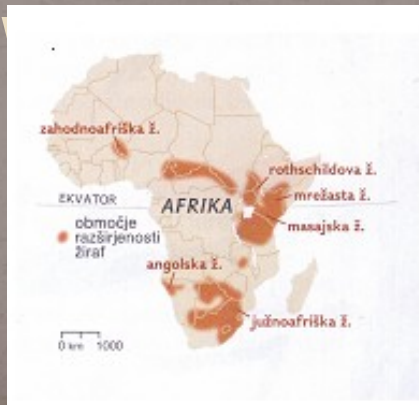 zahodnoafriška ž.
rothschildova ž.
EKVATOR
mrežasta ž.
AFRIKA
masajska ž.
območje
razširjenosti
žiraf
angolska ž.
južnoafriška ž.
0 km 1000